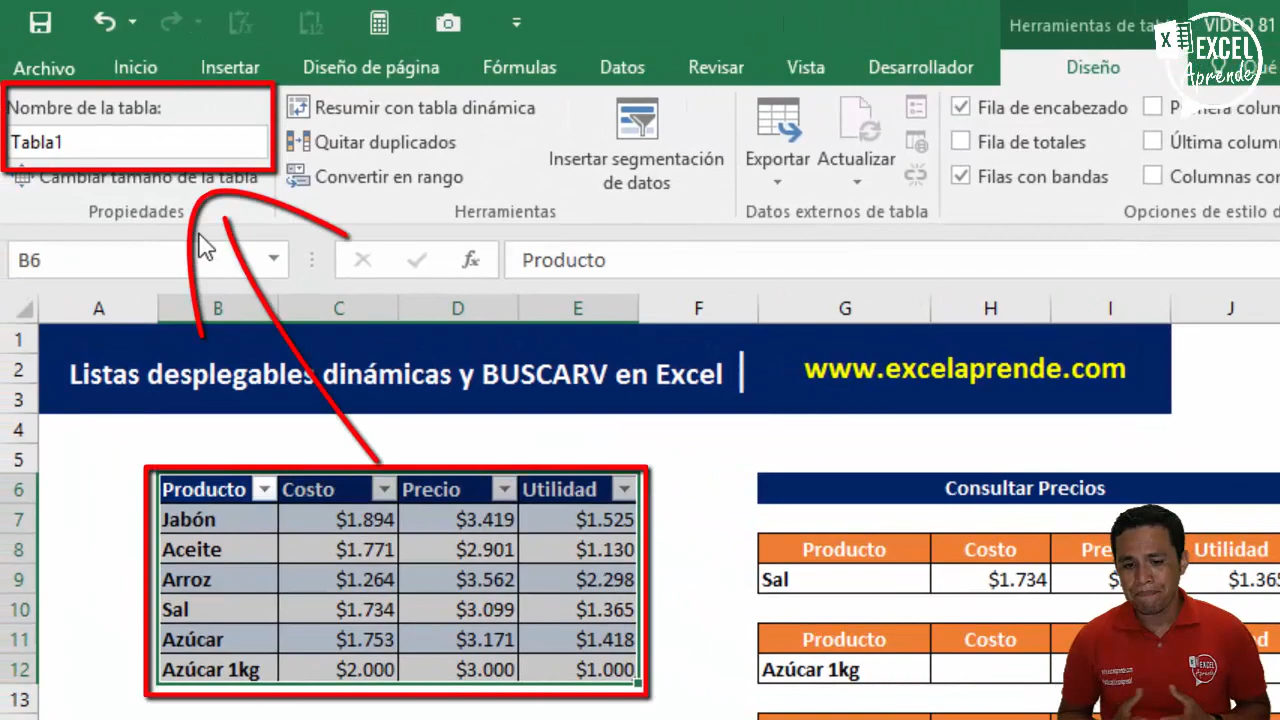 Herramientas de tab
VIDEO 81
EXCEL
Aprende
Archivo Inicio Insertar Diseño de página Fórmulas Datos Revisar Vista Desarrollador Diseño
Nombre de la tabla:
Tabla1
Cambiar tamaño de la tabla
Propiedades
Resumir con tabla dinámica
Quitar duplicados
Convertir en rango
Herramientas
Insertar segmentación
de datos
Exportar Actualizar
Datos externos de tabla
Fila de encabezado
Fila de totales
Filas con bandas
Primera colum
Última colum
Columnas con
Opciones de estilo d
B6 fx Producto
A B C D E F G H I J
1
2
3
4
5
6
7
8
9
10
11
12
13
Listas desplegables dinámicas y BUSCARV en Excel | www.excelaprende.com
Producto Costo Precio Utilidad
Jabón $1.894 $3.419 $1.525
Aceite $1.771 $2.901 $1.130
Arroz $1.264 $3.562 $2.298
Sal $1.734 $3.099 $1.365
Azúcar $1.753 $3.171 $1.418
Azúcar 1kg $2.000 $3.000 $1.000
Consultar Precios
Producto Costo Pre Utilidad
Sal $1.734 $ $1.365
Producto Costo Utilidad
Azúcar 1kg
EXCEL
Aprende